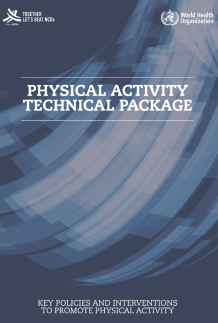 TOGETHER
LET'S BEAT NCDs
World Health
Organization
PHYSICAL ACTIVITY
TECHNICAL PACKAGE
KEY POLICIES AND INTERVENTIONS
TO PROMOTE PHYSICAL ACTIVITY